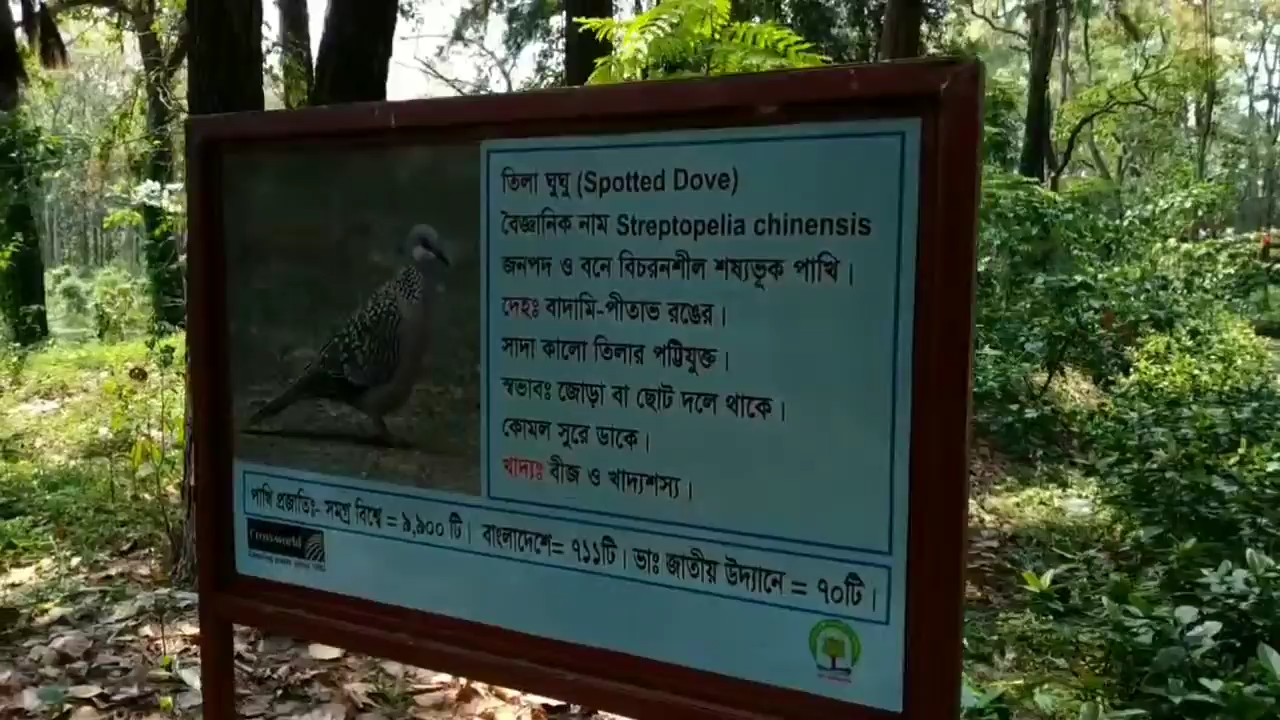 তিলা ঘুঘু (Spotted Dove)
বৈজ্ঞানিক নাম Streptopelia chinensis
জনপদ ও বনে বিচরনশীল শষ্যভূক পাখি।
দেহঃ বাদামি-পীতাভ রঙের।
সাদা কালো তিলার পট্টিযুক্ত।
স্বভাবঃ জোড়া বা ছোট দলে থাকে।
কোমল সুরে ডাকে।
খাদ্যঃ বীজ ও খাদ্যশস্য।
পাখি প্রজাতিঃ- সমগ্র বিশ্বে = ৯,৯০০ টি। বাংলাদেশে= ৭১১টি। ভাঃ জাতীয় উদ্যানে = ৭০টি।
Crossworld